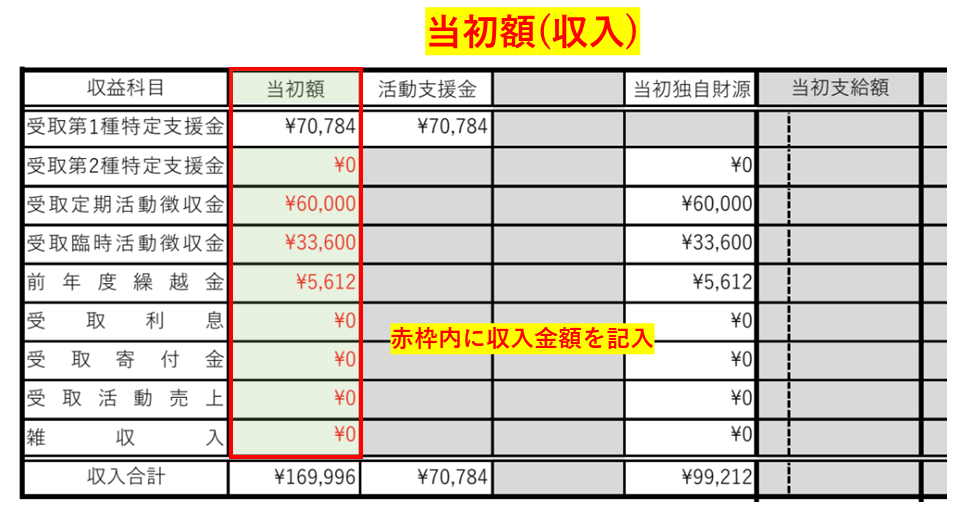 当初額(収入)
収益科目 当初額 活動支援金 当初独自財源 当初支給額
受取第1種特定支援金 ¥70,784 ¥70,784
受取第2種特定支援金 ¥0 ¥0
受取定期活動徴収金 ¥60,000 ¥60,000
受取臨時活動徴収金 ¥33,600 ¥33,600
前年度繰越金 ¥5,612 ¥5,612
受取利息 ¥0 ¥0
赤枠内に収入金額を記入
受取寄付金 ¥0 ¥0
受取活動売上 ¥0 ¥0
雑収入 ¥0 ¥0
収入合計 ¥169,996 ¥70,784 ¥99,212